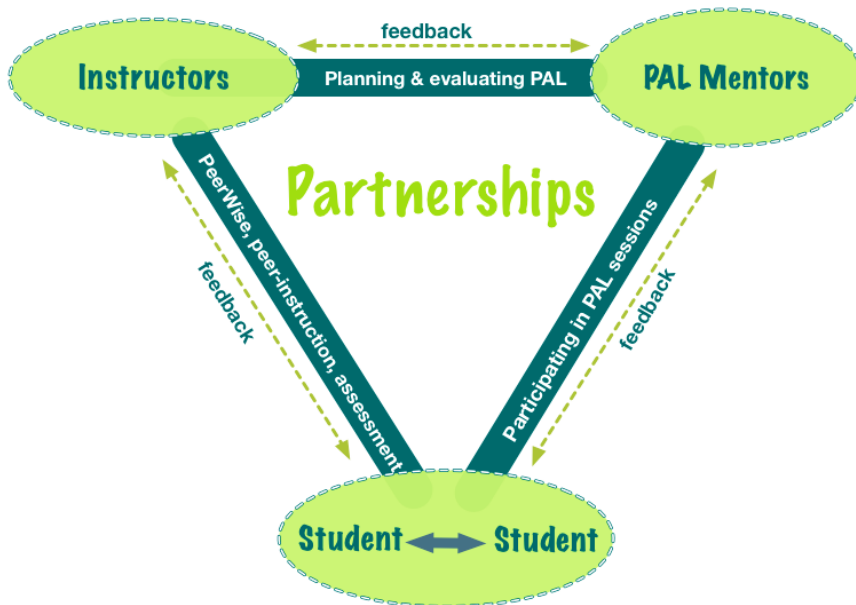 feedback
Instructors
Planning & evaluating PAL
PAL Mentors
Partnerships
PeerWise, peer-instruction, assessment
feedback
Participating in PAL sessions
feedback
Student
Student